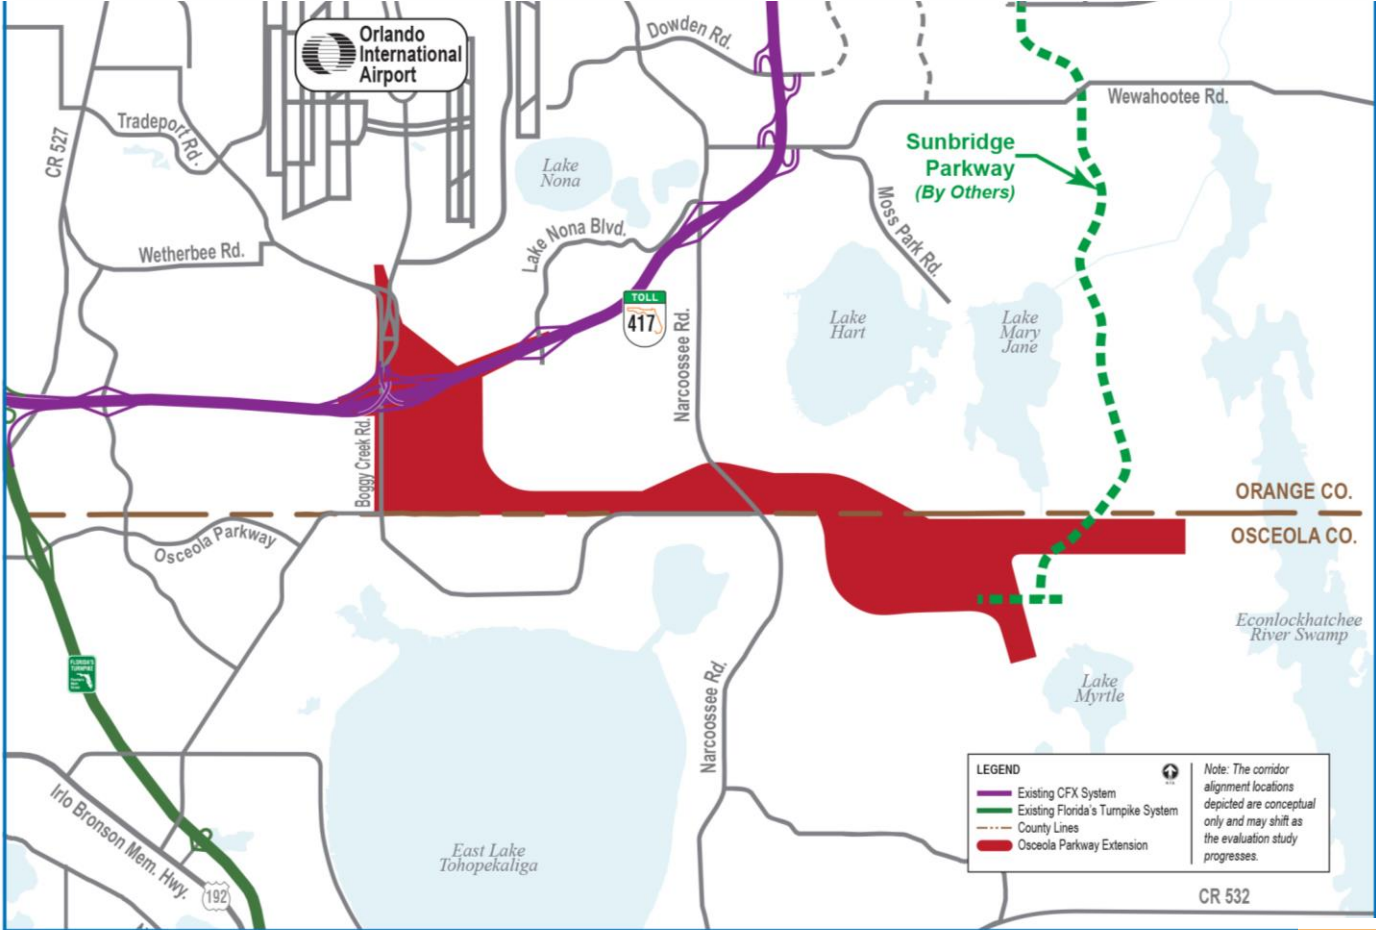 Orlando
International
Airport
Dowden Rd.
Tradeport Rd.
CR 527
Wewahootee Rd.
Sunbridge
Parkway
(By Others)
Lake
Nona
Moss Park Rd.
Lake Nona Blvd.
Wetherbee Rd.
TOLL
417
Narcoossee Rd.
Lake
Hart
Lake
Mary
Jane
Boggy Creek Rd.
ORANGE CO.
OSCEOLA CO.
Osceola Parkway
Econlockhatchee
River Swamp
FLORIDA'S
TURNPIKE
Narcoossee Rd.
Lake
Myrtle
Irlo Bronson Mem. Hwy.
192
East Lake
Tohopekaliga
LEGEND
Existing CFX System
Existing Florida's Turnpike System
County Lines
Osceola Parkway Extension
Note: The corridor
alignment locations
depicted are conceptual
only and may shift as
the evaluation study
progresses.
CR 532